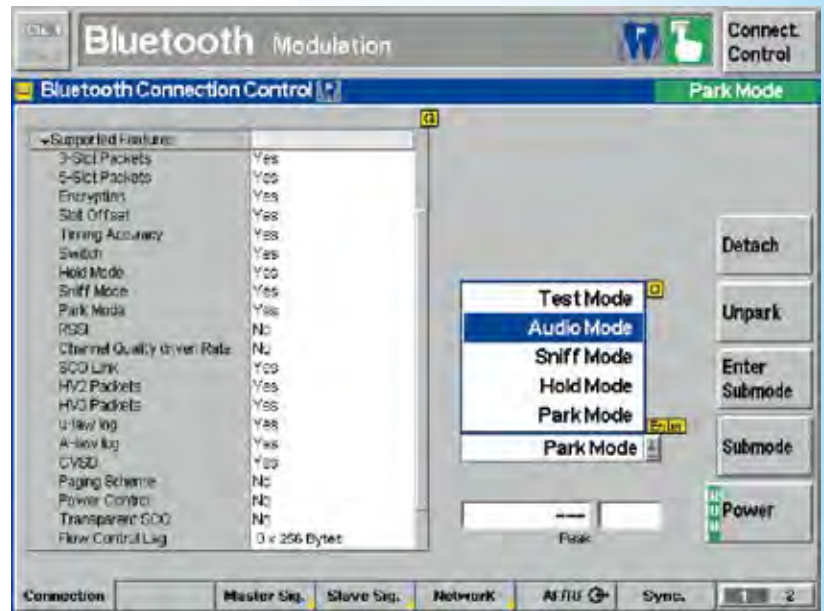 Bluetooth Modulation
Connect.
Control
Bluetooth Connection Control
Park Mode
Supported Features
3-Slot Packets Yes
5-Slot Packets Yes
Encryption Yes
Slot Offset Yes
Timing Accuracy Yes
Switch Yes
Hold Mode Yes
Sniff Mode Yes
Park Mode Yes
RSSI No
Channel Quality driven Rate No
SCO Link Yes
HV2 Packets Yes
HV3 Packets Yes
u-law log Yes
A-law log Yes
CVSD Yes
Paging Scheme No
Power Control No
Transparent SCO No
Flow Control Lag 0 x 256 Bytes
Test Mode
Audio Mode
Sniff Mode
Hold Mode
Park Mode
Enter
Park Mode
---
Peak
Detach
Unpark
Enter
Submode
Submode
Power
Connection
Master Sig.
Slave Sig.
Network
AF/RF
Sync.
2